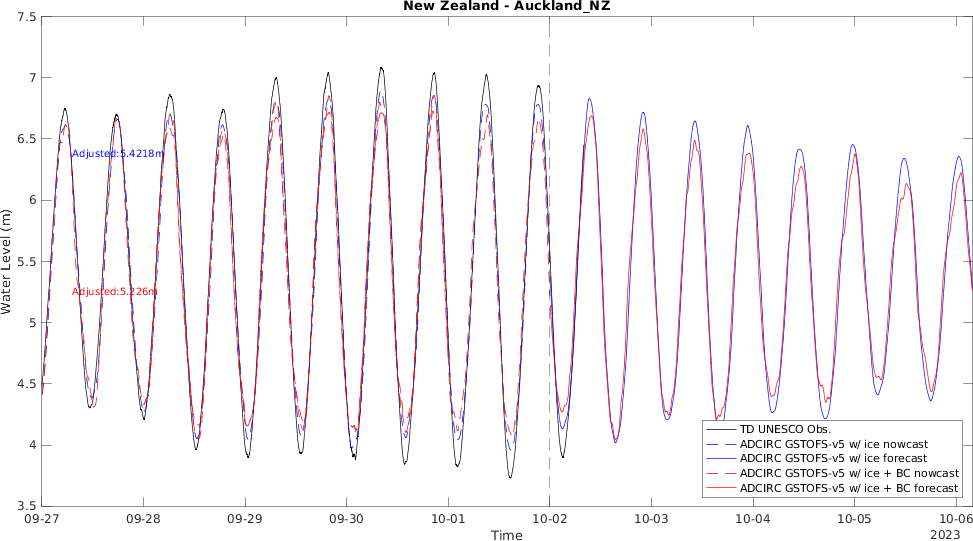 New Zealand - Auckland_NZ
7.5
7
6.5
6
5.5
5
4.5
4
3.5
Water Level (m)
Adjusted:5.4218m
Adjusted:5.226m
TD UNESCO Obs.
ADCIRC GSTOFS-v5 w/ ice nowcast
ADCIRC GSTOFS-v5 w/ ice forecast
ADCIRC GSTOFS-v5 w/ ice + BC nowcast
ADCIRC GSTOFS-v5 w/ ice + BC forecast
09-27 09-28 09-29 09-30 10-01 10-02 10-03 10-04 10-05 10-06
2023
Time